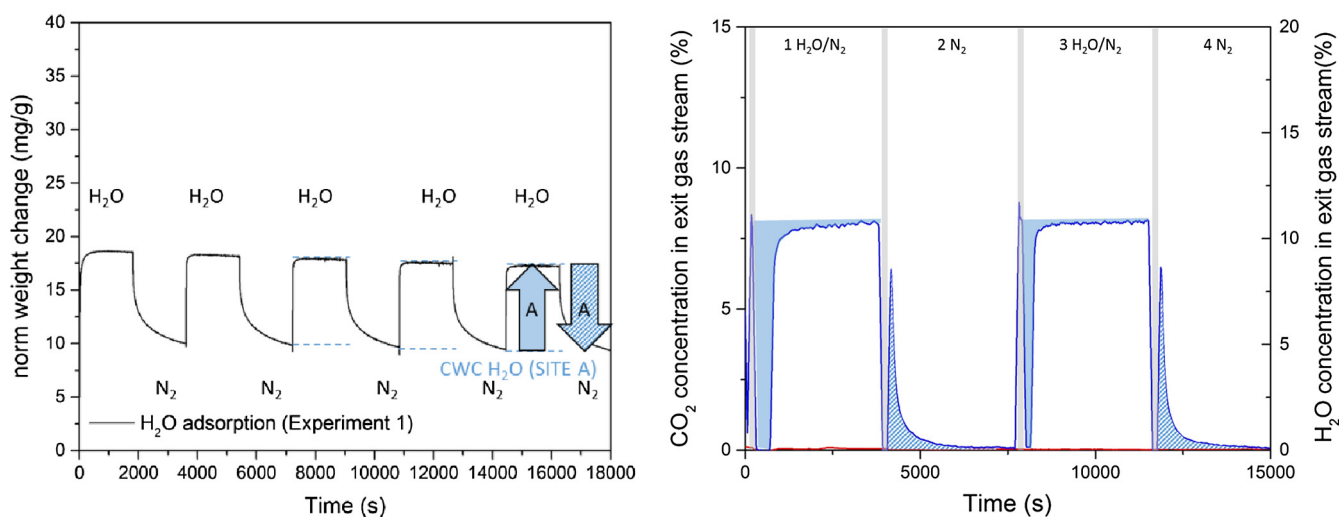 norm weight change (mg/g)
40
35
30
25
20
15
10
5
0
H₂O H₂O H₂O H₂O H₂O
A A
CWC H₂O (SITE A)
N₂ N₂ N₂ N₂ N₂
H₂O adsorption (Experiment 1)
0 2000 4000 6000 8000 10000 12000 14000 16000 18000
Time (s)
CO₂ concentration in exit gas stream (%)
15
10
5
0
1 H₂O/N₂ 2 N₂ 3 H₂O/N₂ 4 N₂
0 5000 10000 15000
Time (s)
20
15
10
5
0
H₂O concentration in exit gas stream(%)